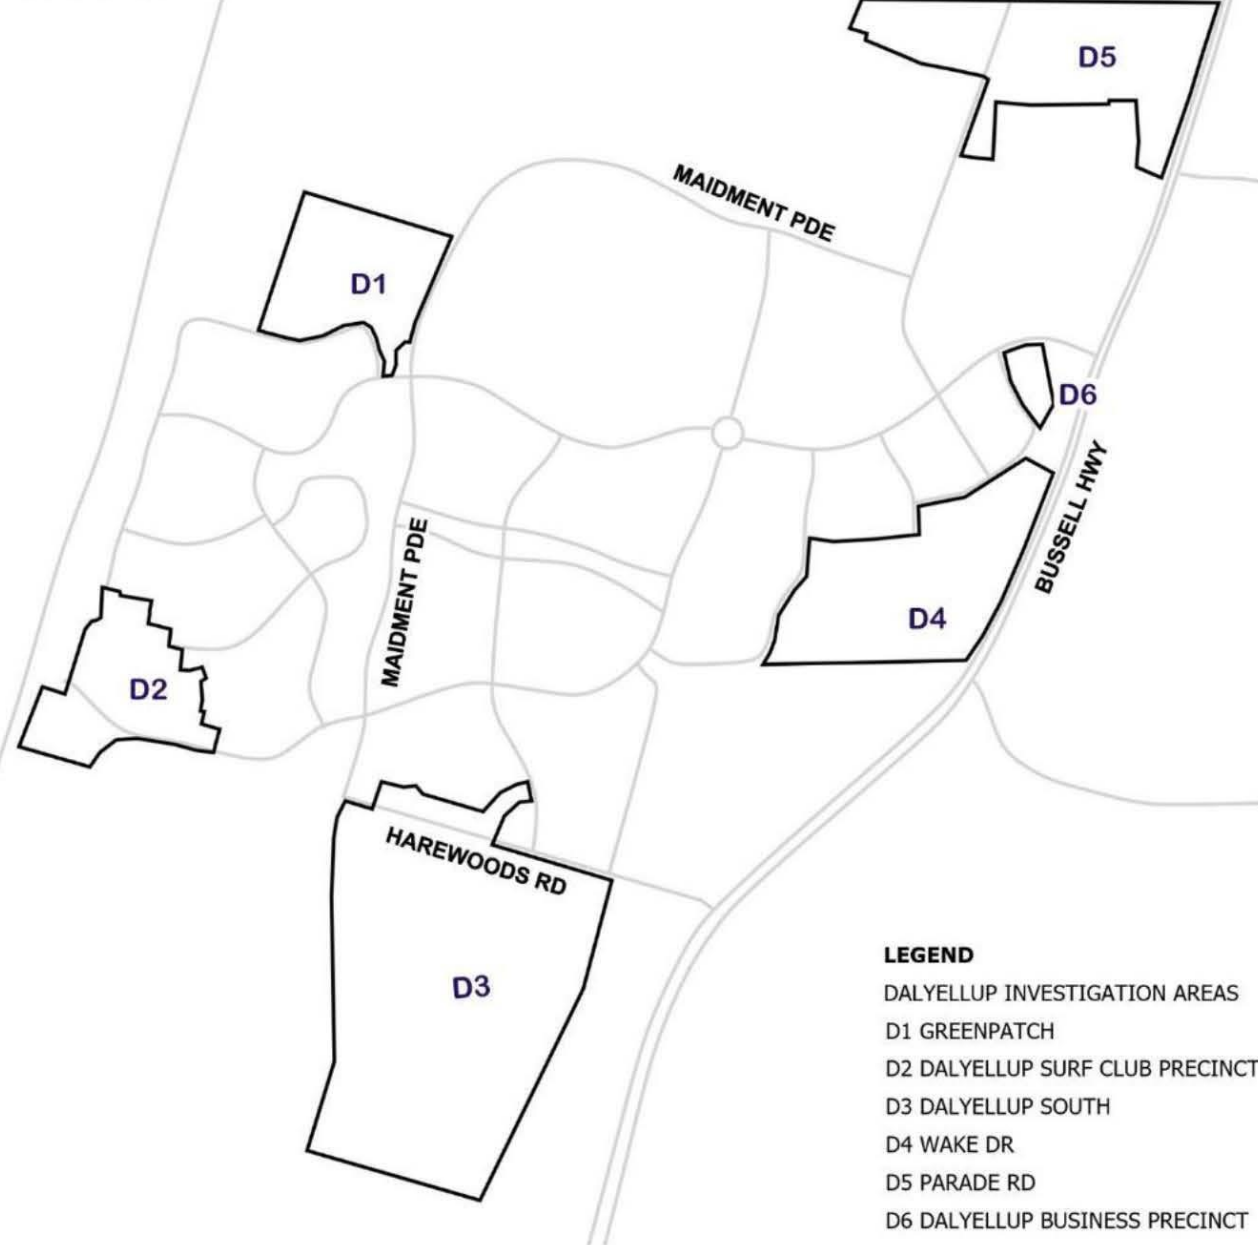 D5
MAIDMENT PDE
D1
D6
BUSSELL HWY
MAIDMENT PDE
D4
D2
HAREWOODS RD
D3
LEGEND
DALYELLUP INVESTIGATION AREAS
D1 GREENPATCH
D2 DALYELLUP SURF CLUB PRECINCT
D3 DALYELLUP SOUTH
D4 WAKE DR
D5 PARADE RD
D6 DALYELLUP BUSINESS PRECINCT